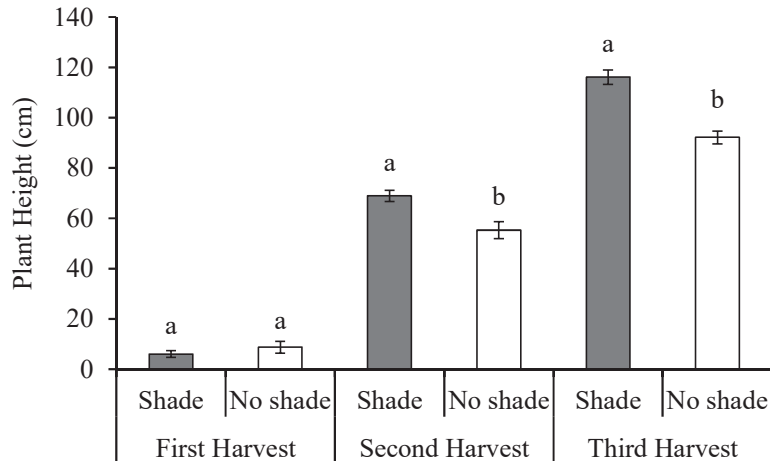 Plant Height (cm)
140
120
100
80
60
40
20
0
a
a
a
b
a
b
Shade
No shade
Shade
No shade
Shade
No shade
First Harvest
Second Harvest
Third Harvest